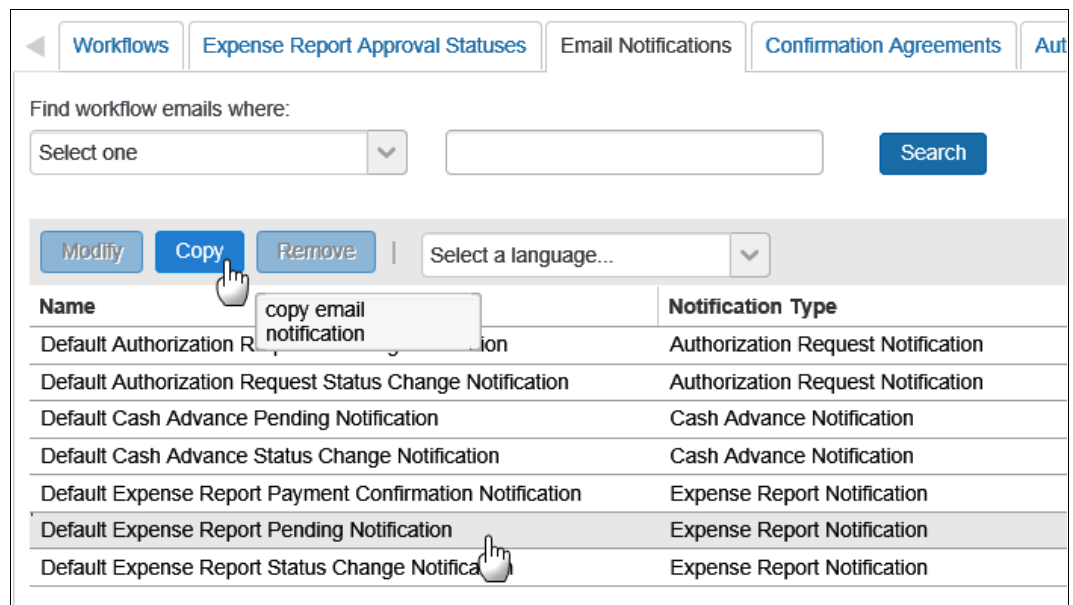 Workflows Expense Report Approval Statuses Email Notifications Confirmation Agreements Aut
Find workflow emails where:
Select one Search
Modify Copy Remove | Select a language...
copy email
notification
Name Notification Type
Default Authorization R ion Authorization Request Notification
Default Authorization Request Status Change Notification Authorization Request Notification
Default Cash Advance Pending Notification Cash Advance Notification
Default Cash Advance Status Change Notification Cash Advance Notification
Default Expense Report Payment Confirmation Notification Expense Report Notification
Default Expense Report Pending Notification Expense Report Notification
Default Expense Report Status Change Notifica Expense Report Notification